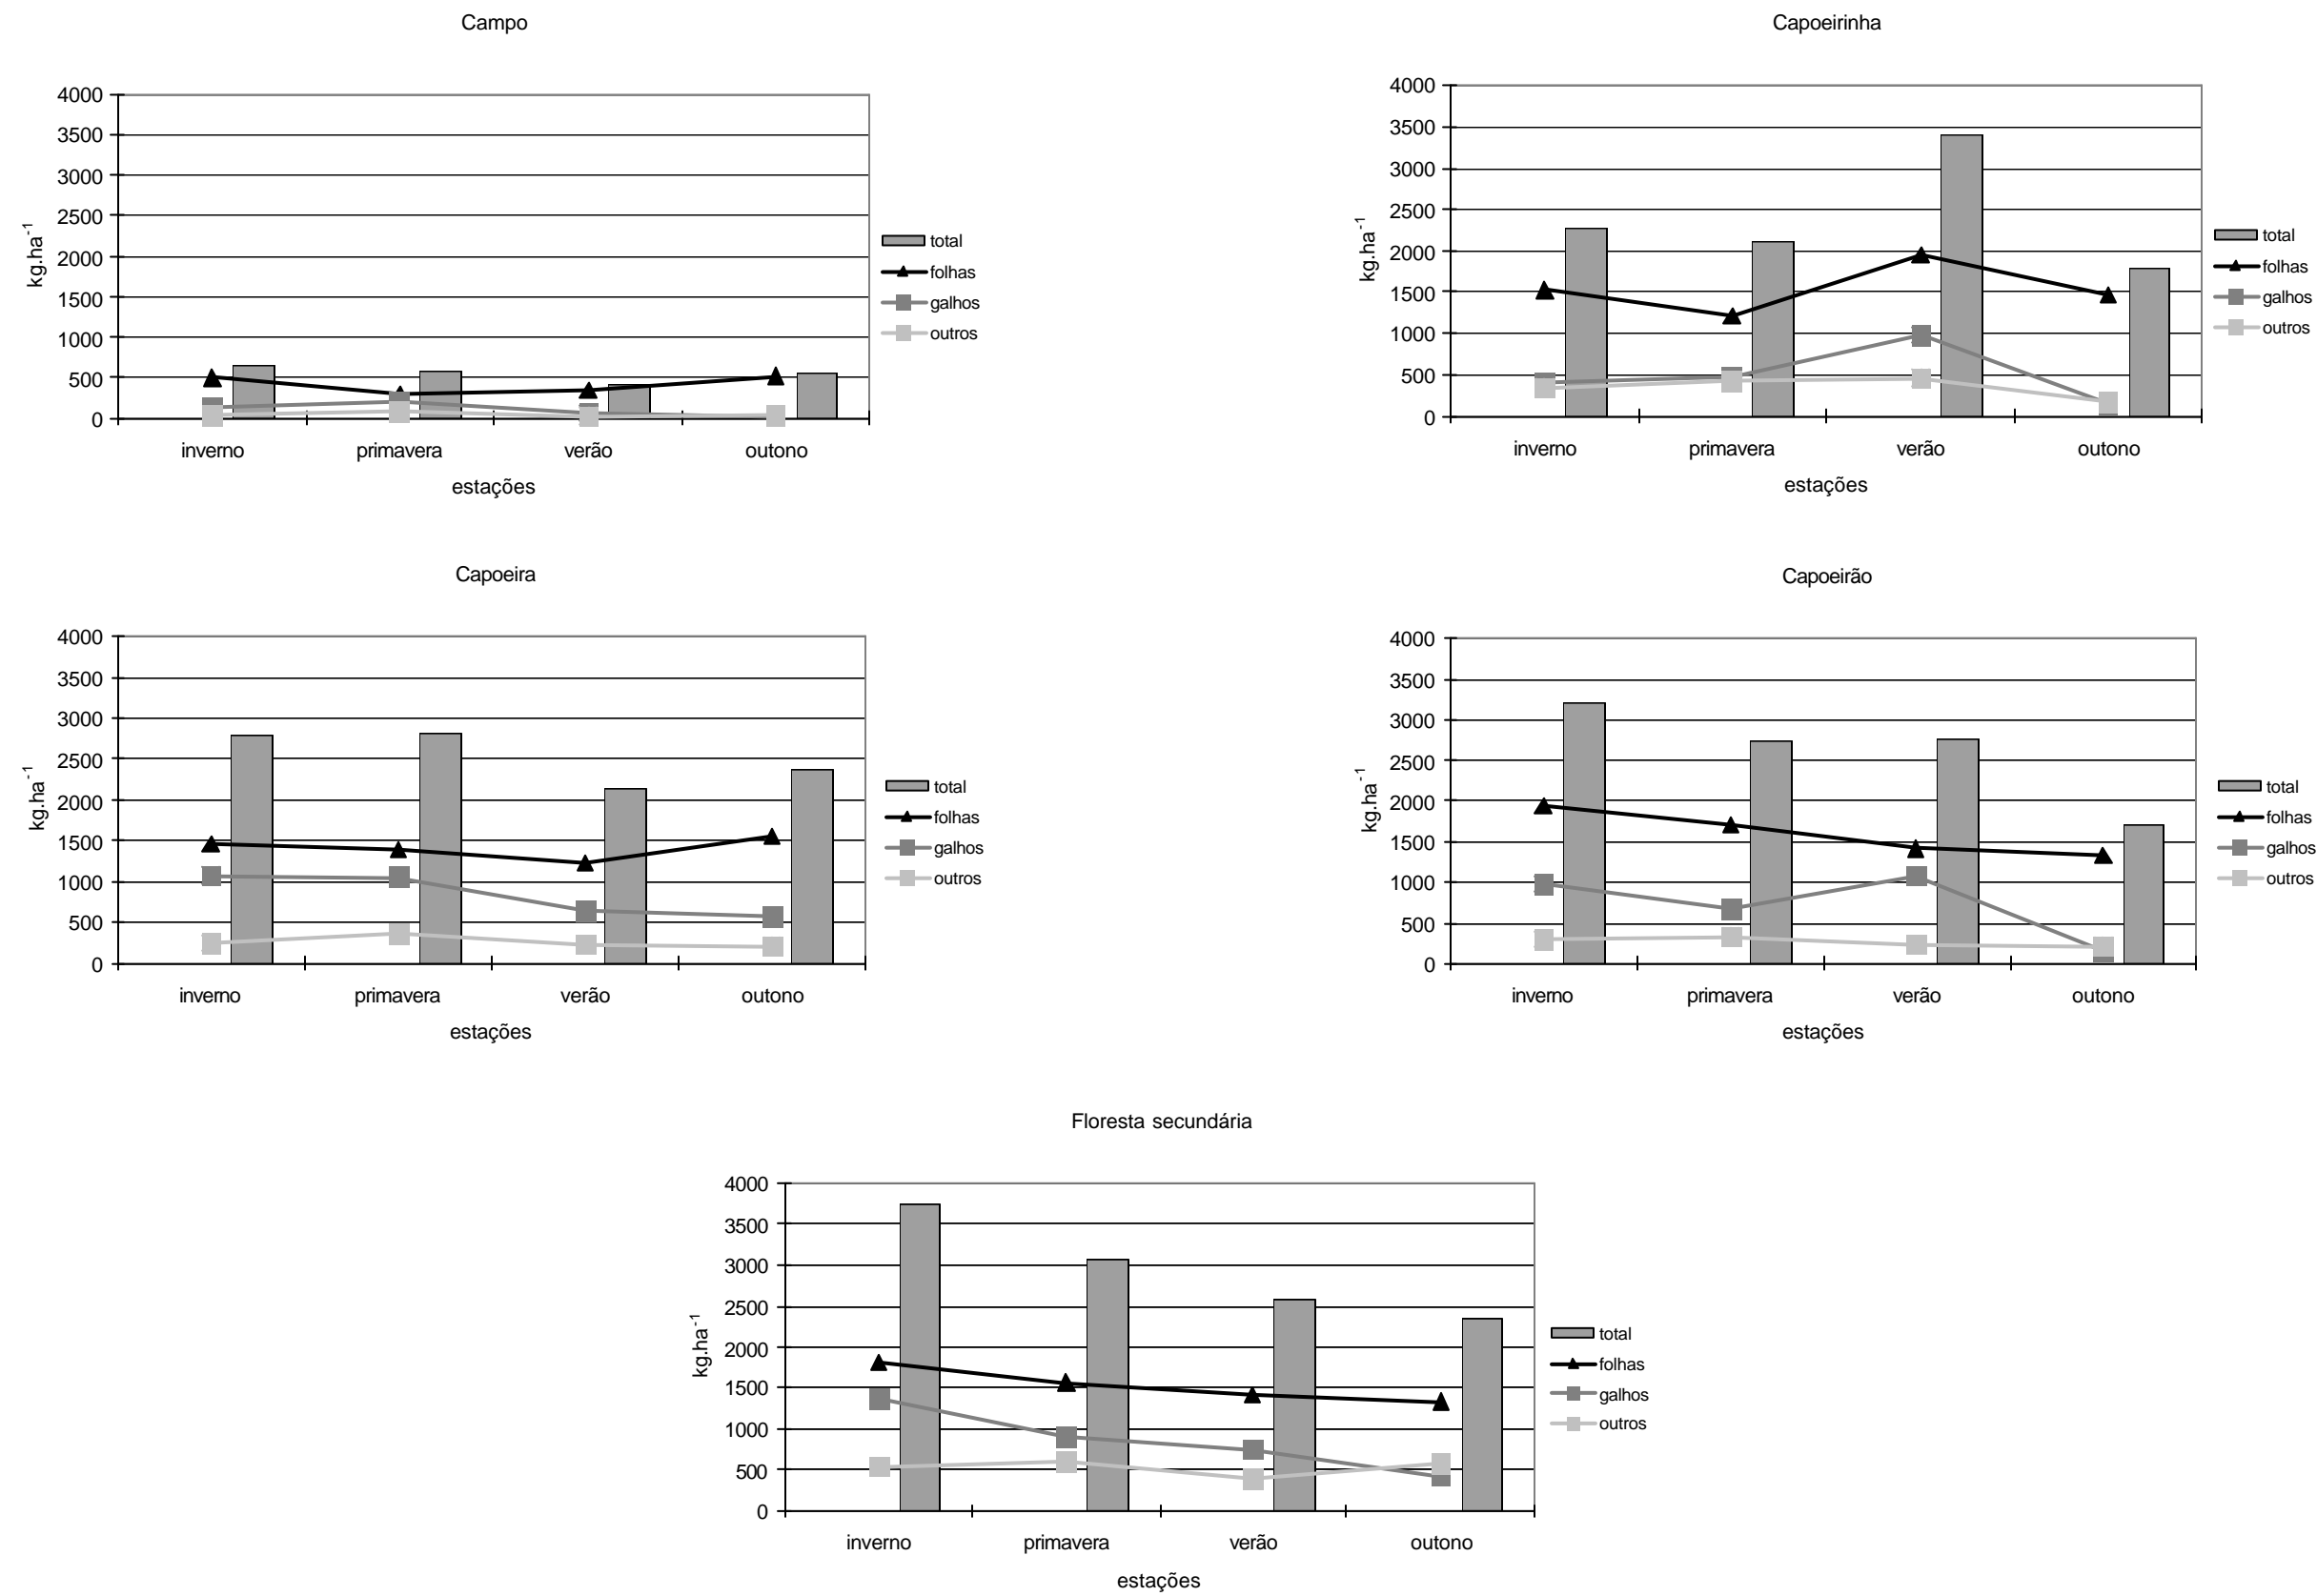 Campo
4000
3500
3000
2500
2000
1500
1000
500
0
kg.ha-1
inverno primavera verão outono
estações
total
folhas
galhos
outros
Capoeirinha
4000
3500
3000
2500
2000
1500
1000
500
0
kg.ha-1
inverno primavera verão outono
estações
total
folhas
galhos
outros
Capoeira
4000
3500
3000
2500
2000
1500
1000
500
0
kg.ha-1
inverno primavera verão outono
estações
total
folhas
galhos
outros
Capoeirão
4000
3500
3000
2500
2000
1500
1000
500
0
kg.ha-1
inverno primavera verão outono
estações
total
folhas
galhos
outros
Floresta secundária
4000
3500
3000
2500
2000
1500
1000
500
0
kg.ha-1
inverno primavera verão outono
estações
total
folhas
galhos
outros